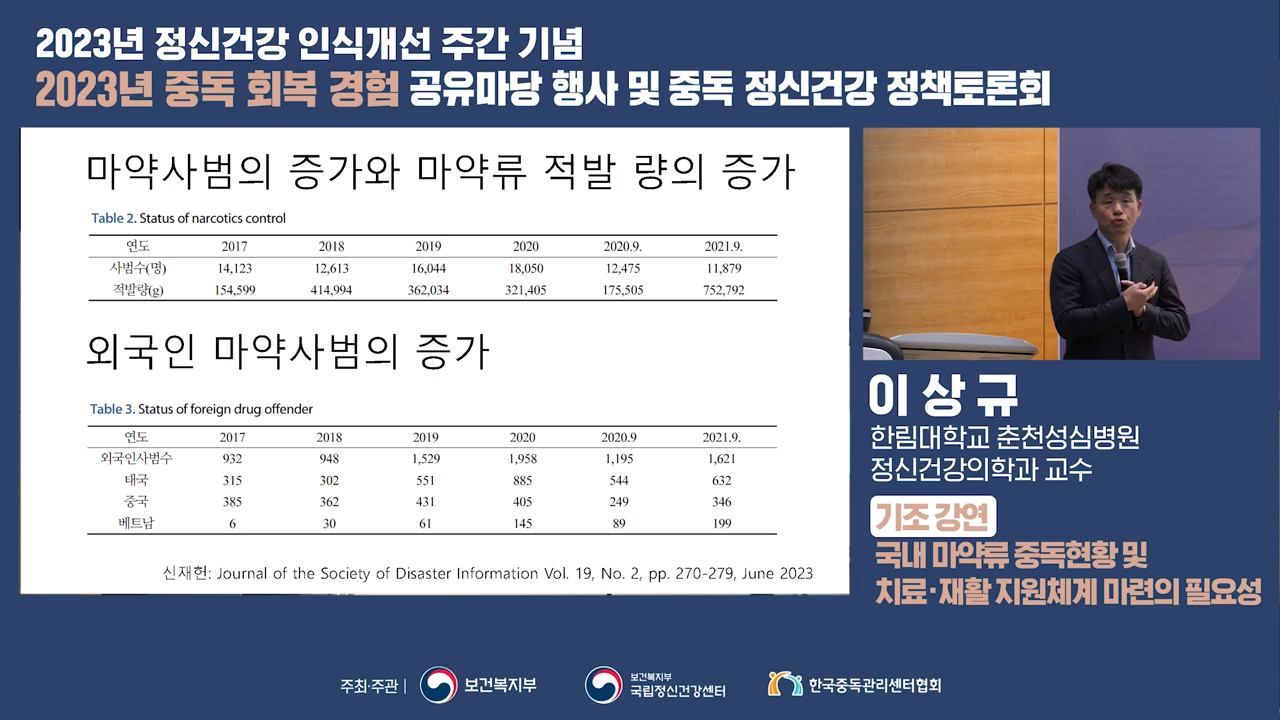 2023년 정신건강 인식개선 주간 기념
2023년 중독 회복 경험 공유마당 행사 및 중독 정신건강 정책토론회
마약사범의 증가와 마약류 적발 량의 증가
Table 2. Status of narcotics control
연도 2017 2018 2019 2020 2020.9. 2021.9.
사범수(명) 14,123 12,613 16,044 18,050 12,475 11,879
적발량(g) 154,599 414,994 362,034 321,405 175,505 752,792
외국인 마약사범의 증가
Table 3. Status of foreign drug offender
연도 2017 2018 2019 2020 2020.9 2021.9.
외국인사범수 932 948 1,529 1,958 1,195 1,621
태국 315 302 551 885 544 632
중국 385 362 431 405 249 346
베트남 6 30 61 145 89 199
신재헌: Journal of the Society of Disaster Information Vol. 19, No. 2, pp. 270-279, June 2023
이상규
한림대학교 춘천성심병원
정신건강의학과 교수
기조 강연
국내 마약류 중독현황 및
치료·재활 지원체계 마련의 필요성
주최·주관 |
보건복지부
보건복지부
국립정신건강센터
한국중독관리센터협회